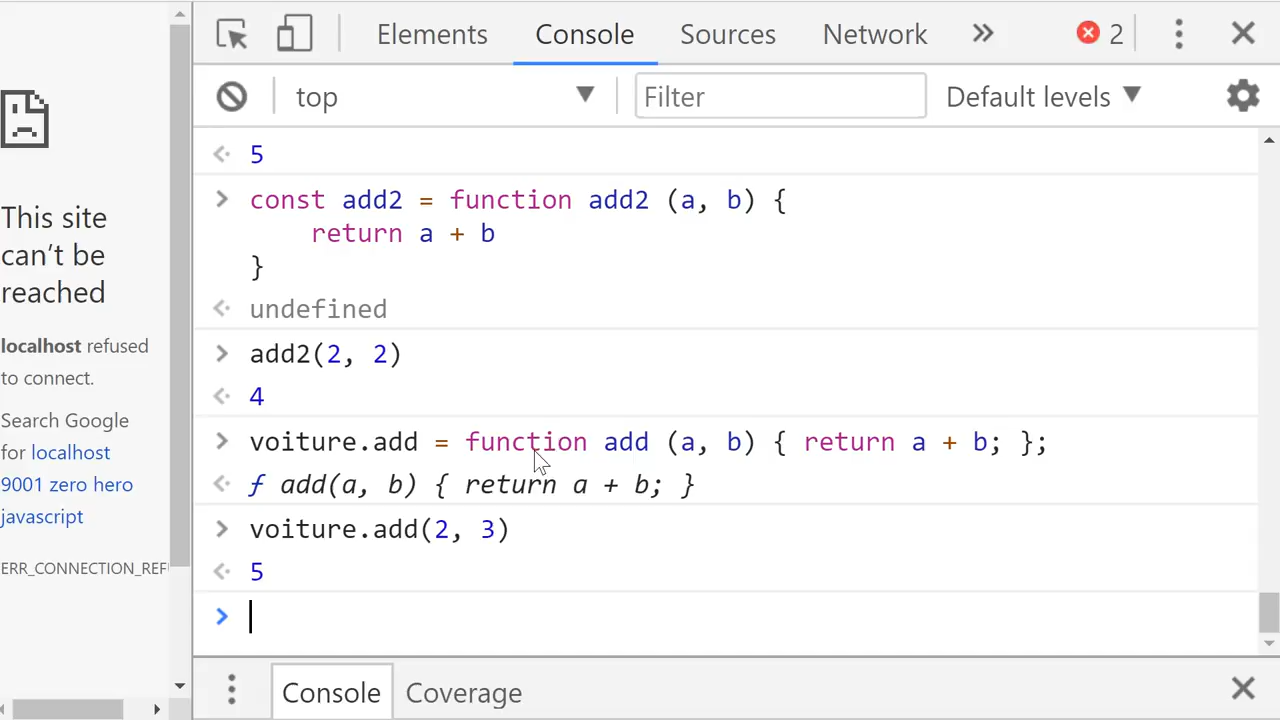 Elements Console Sources Network » 2
top Filter Default levels
This site
can’t be
reached
localhost refused
to connect.
Search Google
for localhost
9001 zero hero
javascript
5
const add2 = function add2 (a, b) {
return a + b
}
undefined
add2(2, 2)
4
voiture.add = function add (a, b) { return a + b; };
ƒ add(a, b) { return a + b; }
voiture.add(2, 3)
5
Console Coverage